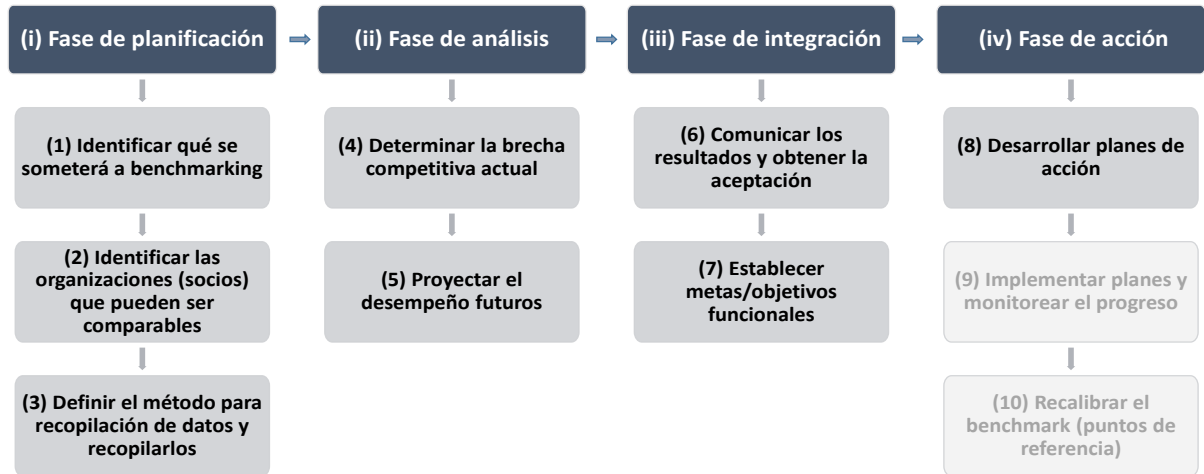 (i) Fase de planificación
(ii) Fase de análisis
(iii) Fase de integración
(iv) Fase de acción
(1) Identificar qué se
someterá a benchmarking
(2) Identificar las
organizaciones (socios)
que pueden ser
comparables
(3) Definir el método para
recopilación de datos y
recopilarlos
(4) Determinar la brecha
competitiva actual
(5) Proyectar el
desempeño futuros
(6) Comunicar los
resultados y obtener la
aceptación
(7) Establecer
metas/objetivos
funcionales
(8) Desarrollar planes de
acción
(9) Implementar planes y
monitorear el progreso
(10) Recalibrar el
benchmark (puntos de
referencia)